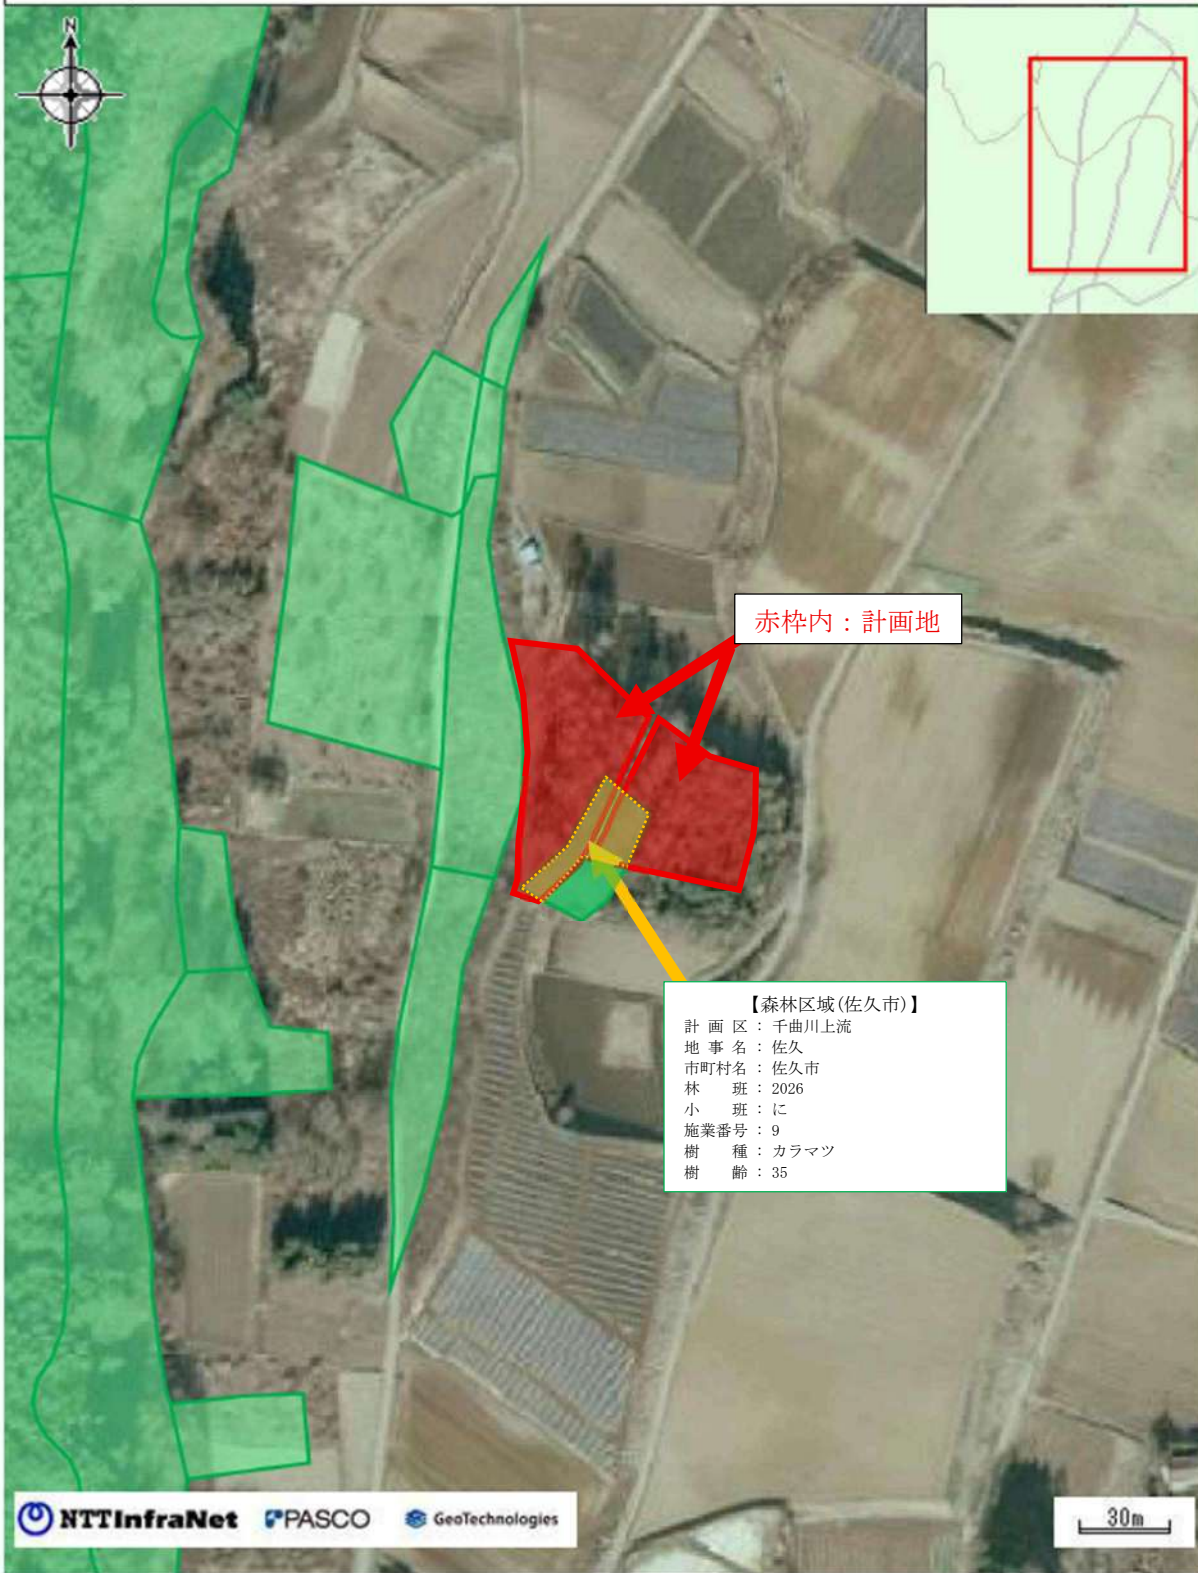 N
赤枠内：計画地
【森林区域(佐久市)】
計画区：千曲川上流
地事名：佐久
市町村名：佐久市
林　班：2026
小　班：に
施業番号：9
樹　種：カラマツ
樹　齢：35
NTTInfraNet PASCO GeoTechnologies
30m